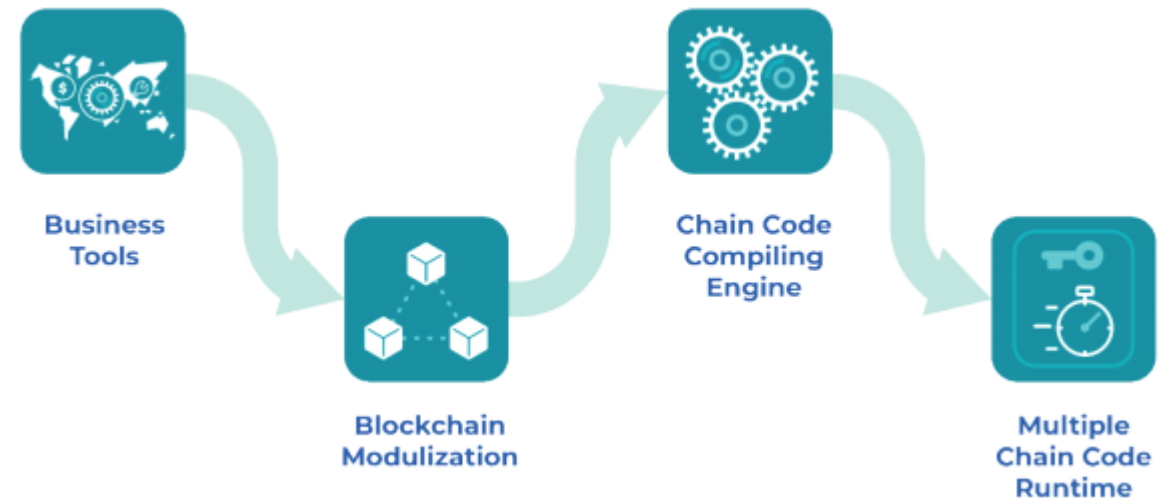 Business
Tools
Blockchain
Modulization
Chain Code
Compiling
Engine
Multiple
Chain Code
Runtime
$